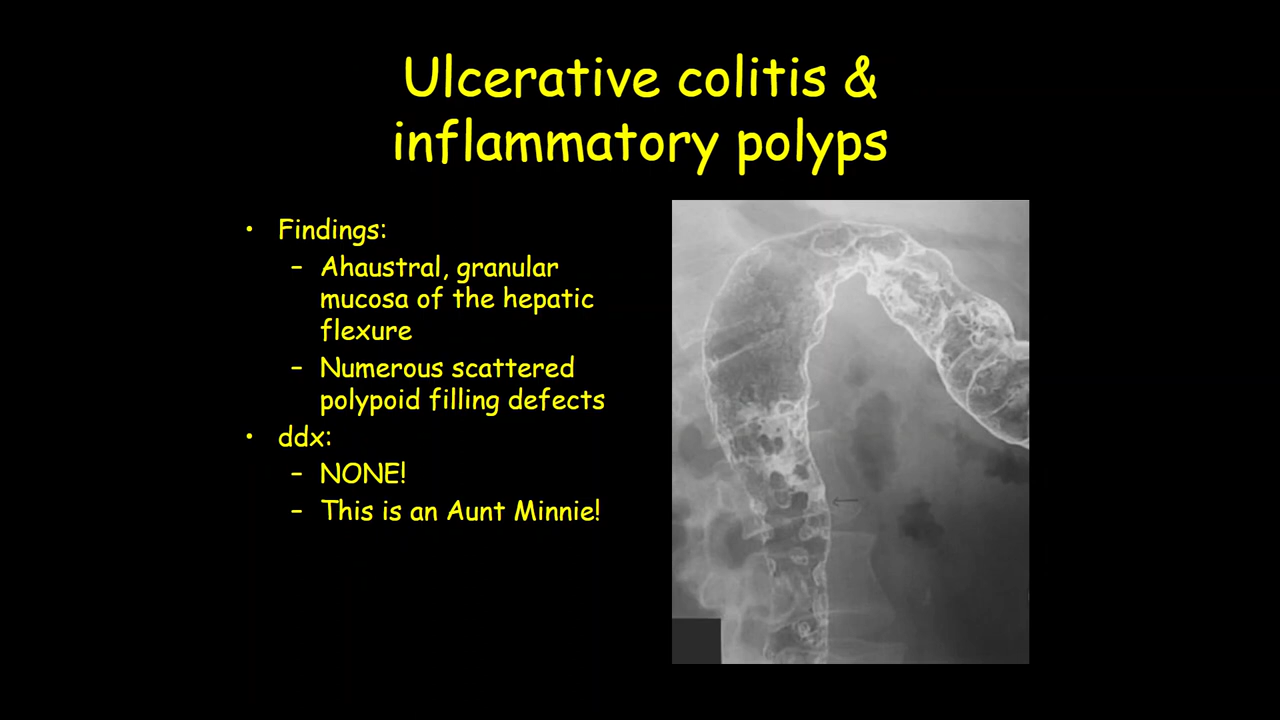 Ulcerative colitis &
inflammatory polyps
• Findings:
– Ahaustral, granular
mucosa of the hepatic
flexure
– Numerous scattered
polypoid filling defects
• ddx:
– NONE!
– This is an Aunt Minnie!